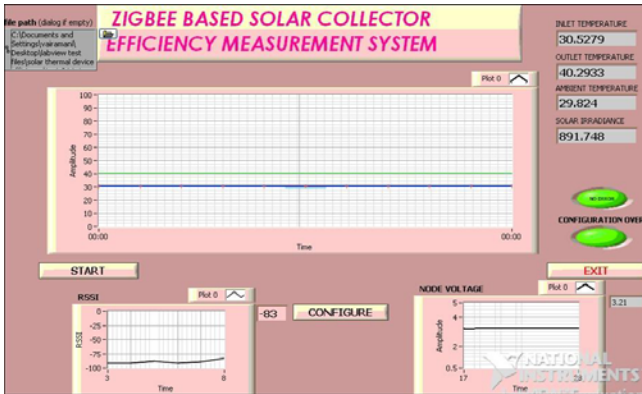 file path (dialog if empty)
C:\Documents and
Settings\vairamani\
Desktop\labview test
files\solar thermal device
ZIGBEE BASED SOLAR COLLECTOR
EFFICIENCY MEASUREMENT SYSTEM
INLET TEMPERATURE
30.5279
OUTLET TEMPERATURE
40.2933
AMBIENT TEMPERATURE
29.824
SOLAR IRRADIANCE
891.748
Plot 0
Amplitude
100
90
80
70
60
50
40
30
20
10
0
00:00
00:00
Time
CONFIGURATION OVER
START
EXIT
RSSI
Plot 0
-83
CONFIGURE
RSSI
0
-25
-50
-75
-100
3
8
Time
NODE VOLTAGE
Plot 0
3.21
Amplitude
5
4
2
0.5
17
Time
NATIONAL
INSTRUMENTS